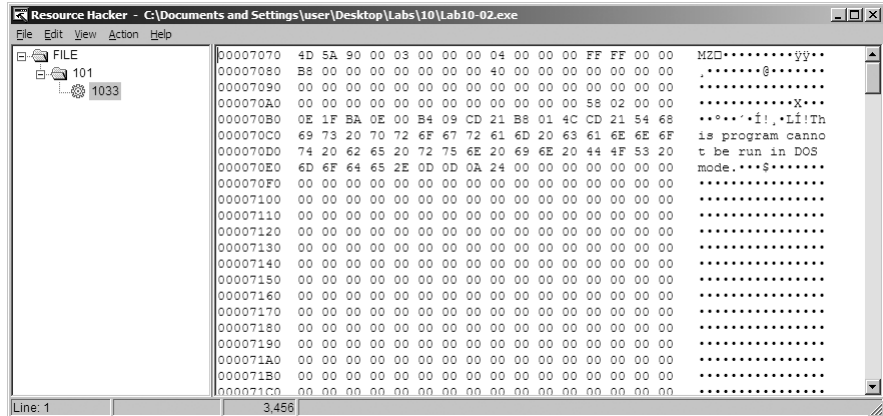 Resource Hacker - C:\Documents and Settings\user\Desktop\Labs\10\Lab10-02.exe
File Edit View Action Help
FILE
101
1033
00007070 4D 5A 90 00 03 00 00 00 04 00 00 00 FF FF 00 00 MZ□•••••••••ÿÿ••
00007080 B8 00 00 00 00 00 00 00 40 00 00 00 00 00 00 00 ¸•••••••@•••••••
00007090 00 00 00 00 00 00 00 00 00 00 00 00 00 00 00 00 ••••••••••••••••
000070A0 00 00 00 00 00 00 00 00 00 00 00 00 58 02 00 00 ••••••••••••X•••
000070B0 0E 1F BA 0E 00 B4 09 CD 21 B8 01 4C CD 21 54 68 ••º••´•Í!¸•LÍ!Th
000070C0 69 73 20 70 72 6F 67 72 61 6D 20 63 61 6E 6E 6F is program canno
000070D0 74 20 62 65 20 72 75 6E 20 69 6E 20 44 4F 53 20 t be run in DOS
000070E0 6D 6F 64 65 2E 0D 0D 0A 24 00 00 00 00 00 00 00 mode.•••$•••••••
000070F0 00 00 00 00 00 00 00 00 00 00 00 00 00 00 00 00 ••••••••••••••••
00007100 00 00 00 00 00 00 00 00 00 00 00 00 00 00 00 00 ••••••••••••••••
00007110 00 00 00 00 00 00 00 00 00 00 00 00 00 00 00 00 ••••••••••••••••
00007120 00 00 00 00 00 00 00 00 00 00 00 00 00 00 00 00 ••••••••••••••••
00007130 00 00 00 00 00 00 00 00 00 00 00 00 00 00 00 00 ••••••••••••••••
00007140 00 00 00 00 00 00 00 00 00 00 00 00 00 00 00 00 ••••••••••••••••
00007150 00 00 00 00 00 00 00 00 00 00 00 00 00 00 00 00 ••••••••••••••••
00007160 00 00 00 00 00 00 00 00 00 00 00 00 00 00 00 00 ••••••••••••••••
00007170 00 00 00 00 00 00 00 00 00 00 00 00 00 00 00 00 ••••••••••••••••
00007180 00 00 00 00 00 00 00 00 00 00 00 00 00 00 00 00 ••••••••••••••••
00007190 00 00 00 00 00 00 00 00 00 00 00 00 00 00 00 00 ••••••••••••••••
000071A0 00 00 00 00 00 00 00 00 00 00 00 00 00 00 00 00 ••••••••••••••••
000071B0 00 00 00 00 00 00 00 00 00 00 00 00 00 00 00 00 ••••••••••••••••
000071C0 00 00 00 00 00 00 00 00 00 00 00 00 00 00 00 00 ••••••••••••••••
Line: 1 3,456